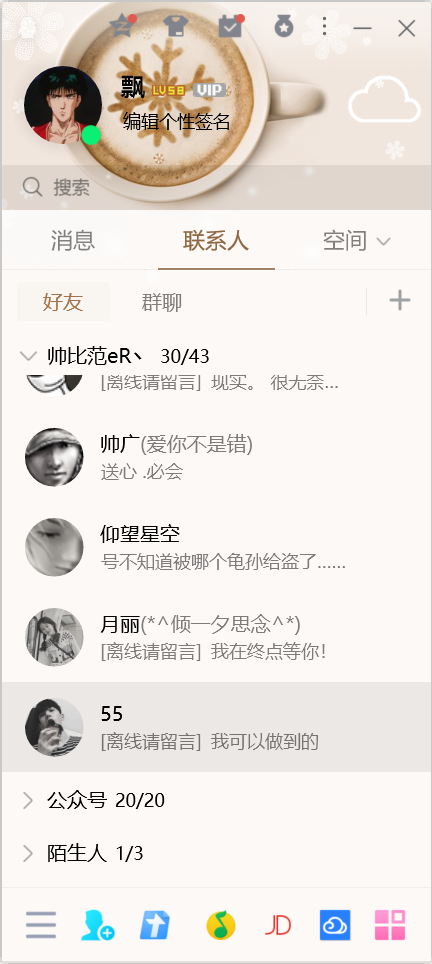 飘 LV58 VIP
编辑个性签名
搜索
消息 联系人 空间
好友 群聊
帅比范eR丶 30/43
[离线请留言] 现实。 很无奈...
帅广(爱你不是错)
送心 .必会
仰望星空
号不知道被哪个龟孙给盗了......
月丽(*^倾一夕思念^*)
[离线请留言] 我在终点等你！
55
[离线请留言] 我可以做到的
公众号 20/20
陌生人 1/3
JD